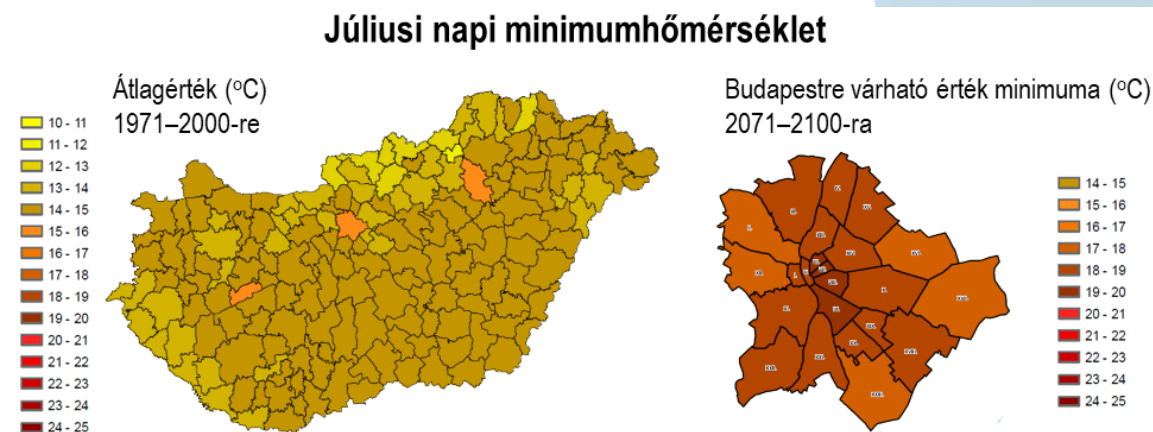 Júliusi napi minimumhőmérséklet
Átlagérték (°C)
1971–2000-re
10 - 11
11 - 12
12 - 13
13 - 14
14 - 15
15 - 16
16 - 17
17 - 18
18 - 19
19 - 20
20 - 21
21 - 22
22 - 23
23 - 24
24 - 25
Budapestre várható érték minimuma (°C)
2071–2100-ra
14 - 15
15 - 16
16 - 17
17 - 18
18 - 19
19 - 20
20 - 21
21 - 22
22 - 23
23 - 24
24 - 25